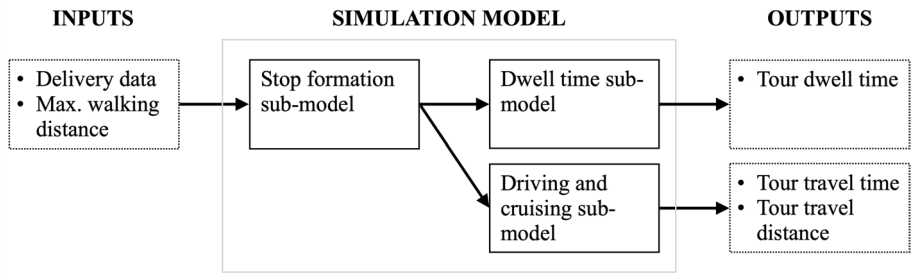 INPUTS
SIMULATION MODEL
OUTPUTS
• Delivery data
• Max. walking
distance
Stop formation
sub-model
Dwell time sub-
model
• Tour dwell time
Driving and
cruising sub-
model
• Tour travel time
• Tour travel
distance